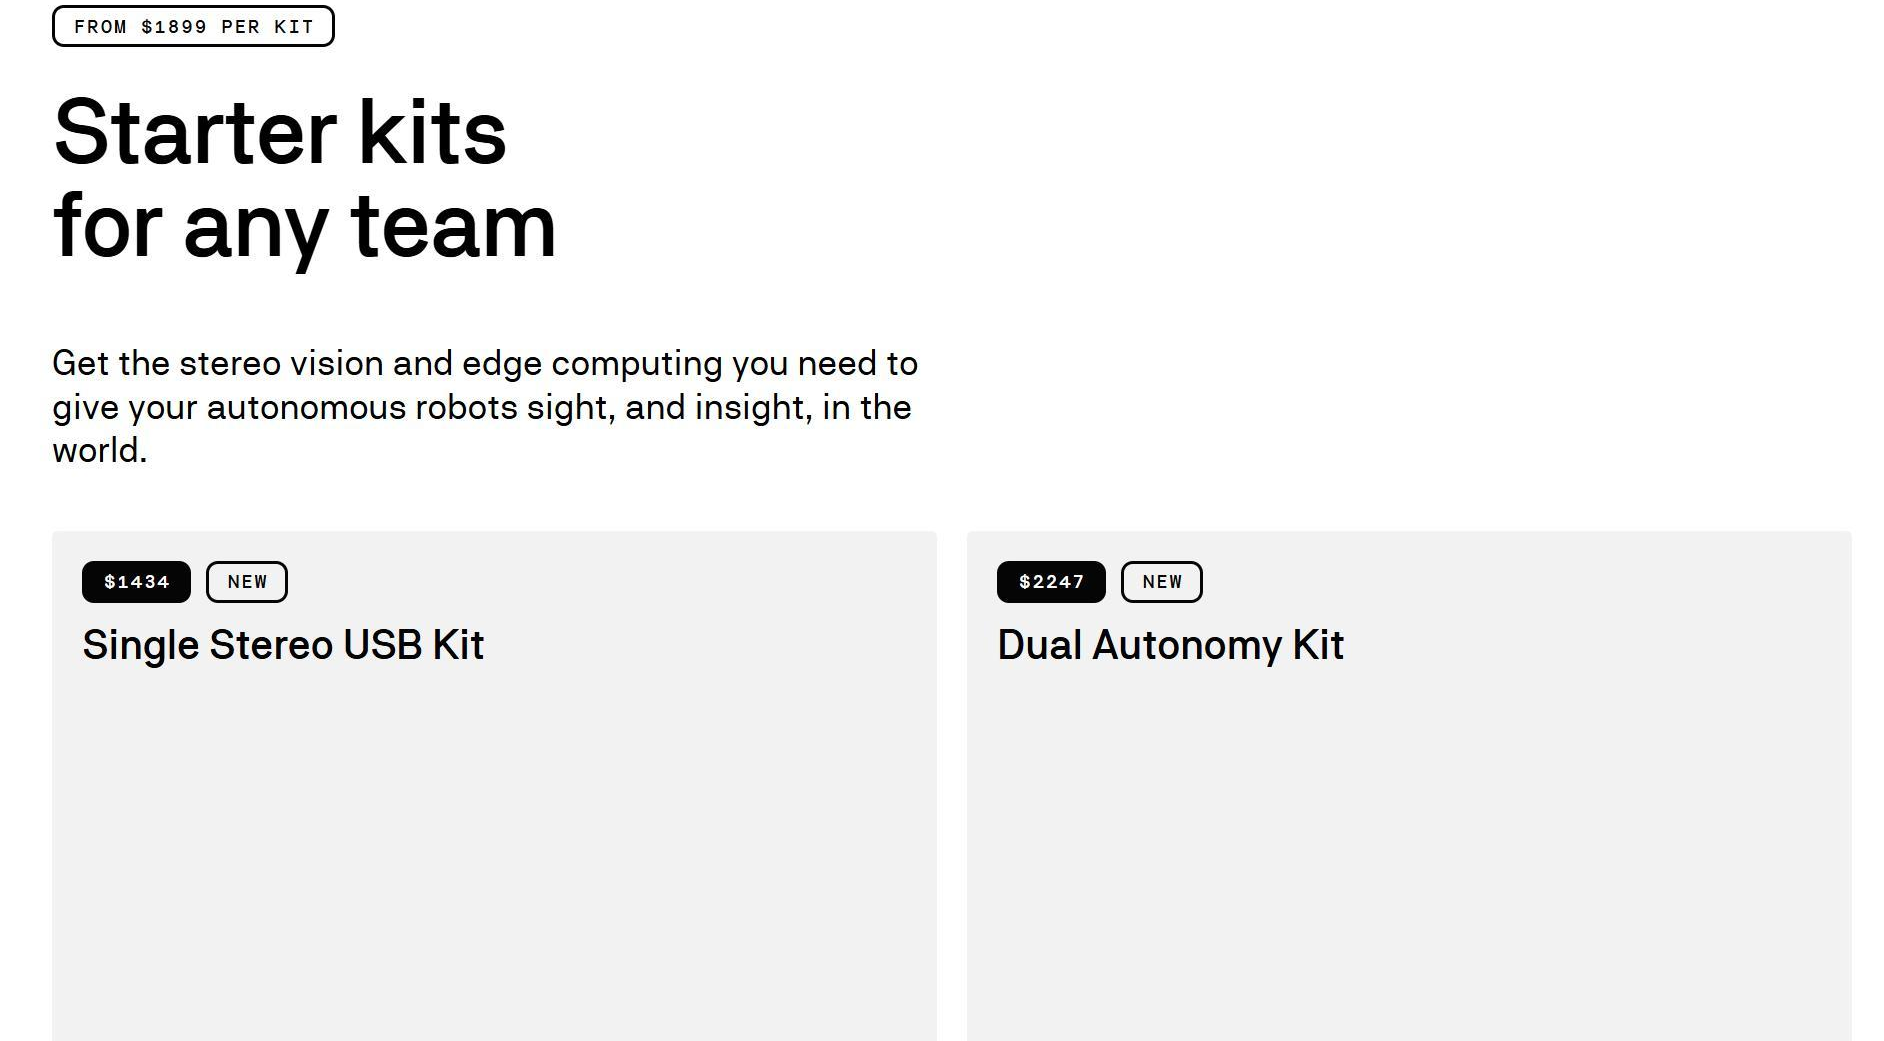 FROM $1899 PER KIT
Starter kits
for any team
Get the stereo vision and edge computing you need to
give your autonomous robots sight, and insight, in the
world.
$1434 NEW
Single Stereo USB Kit
$2247 NEW
Dual Autonomy Kit